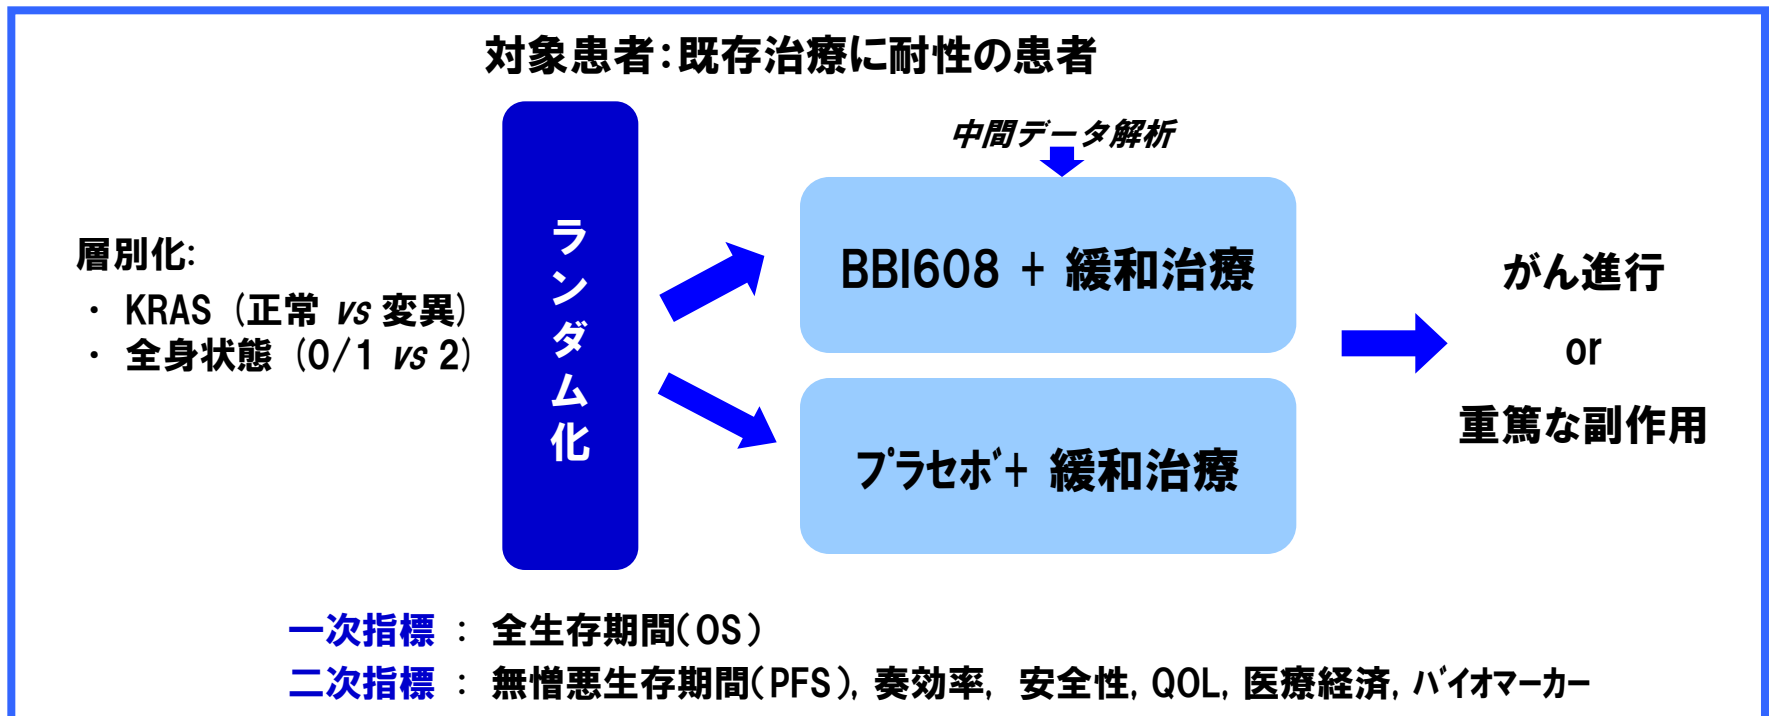 対象患者:既存治療に耐性の患者
中間データ解析
層別化:
・ KRAS (正常 vs 変異)
・ 全身状態 (0/1 vs 2)
ランダム化
BBI608 + 緩和治療
プラセボ+ 緩和治療
がん進行
or
重篤な副作用
一次指標 : 全生存期間(OS)
二次指標 : 無憎悪生存期間(PFS), 奏効率, 安全性, QOL, 医療経済, バイオマーカー